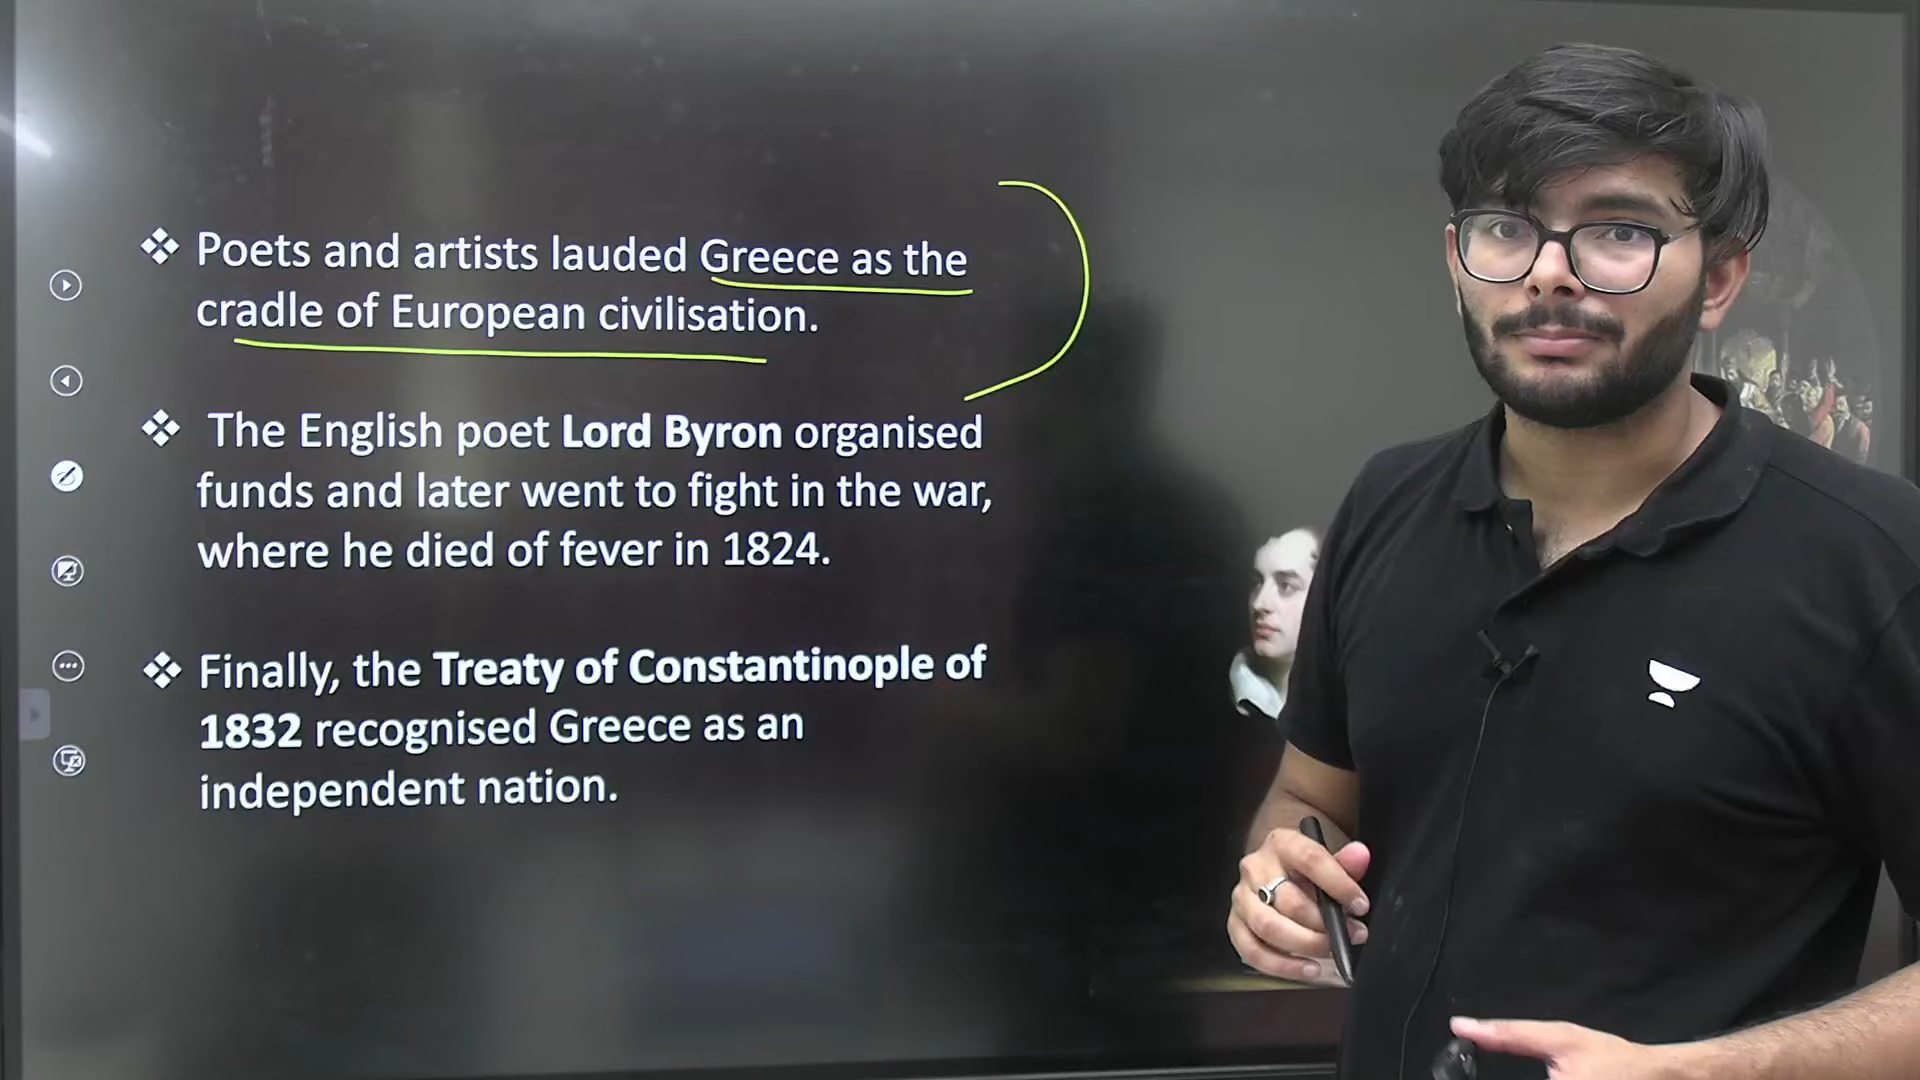 ❖ Poets and artists lauded Greece as the
cradle of European civilisation.
❖ The English poet Lord Byron organised
funds and later went to fight in the war,
where he died of fever in 1824.
❖ Finally, the Treaty of Constantinople of
1832 recognised Greece as an
independent nation.